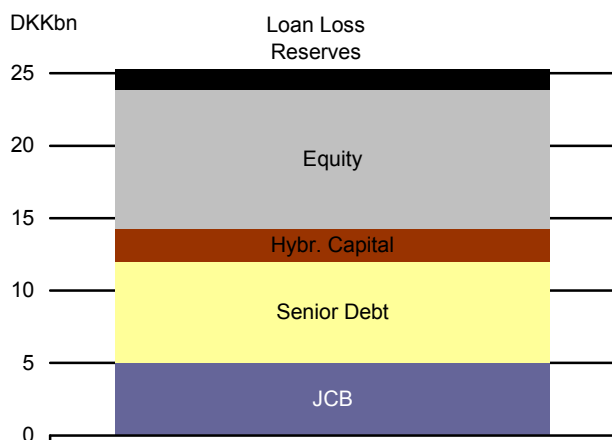 DKKbn
Loan Loss
Reserves
25
Equity
20
15
Hybr. Capital
10
Senior Debt
5
JCB
0